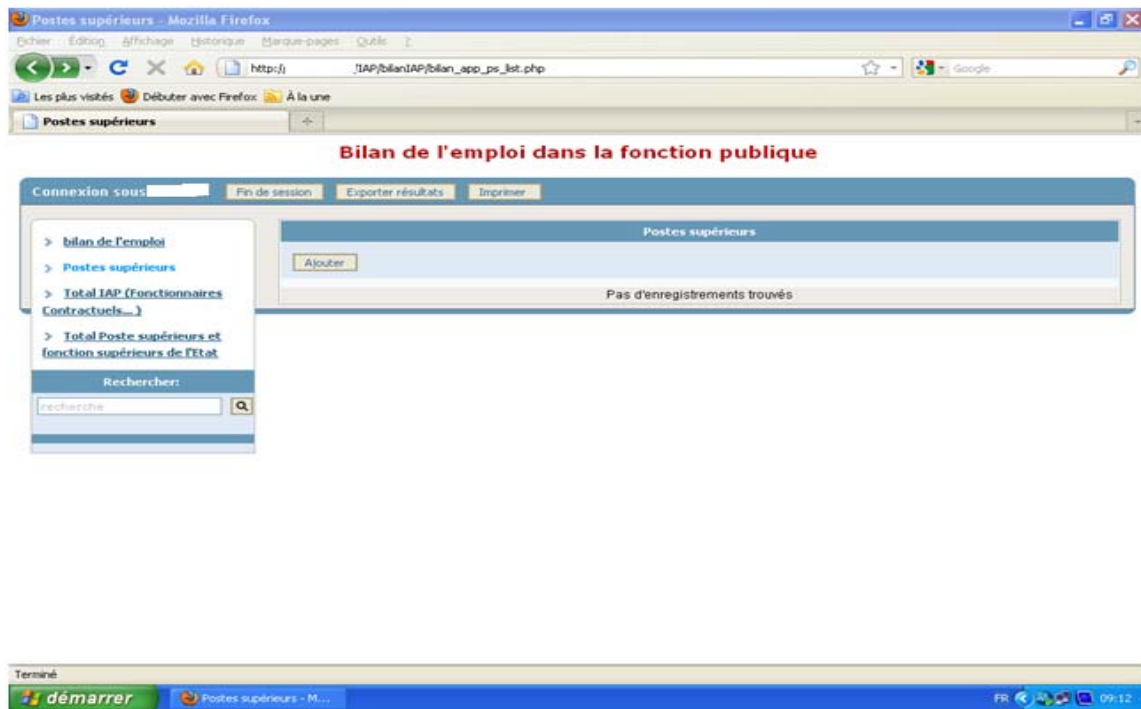 Postes supérieurs - Mozilla Firefox
Fichier Édition Affichage Historique Marque-pages Outils ?
http:// /IAP/bilanIAP/bilan_app_ps_list.php
Google
Les plus visités Débuter avec Firefox À la une
Postes supérieurs
Bilan de l'emploi dans la fonction publique
Connexion sous Fin de session Exporter résultats Imprimer
bilan de l'emploi
Postes supérieurs
Total IAP (Fonctionnaires
Contractuels... )
Total Poste supérieurs et
fonction supérieurs de l'Etat
Rechercher:
recherche
Postes supérieurs
Ajouter
Pas d'enregistrements trouvés
Terminé
démarrer
Postes supérieurs - M...
FR
09:12